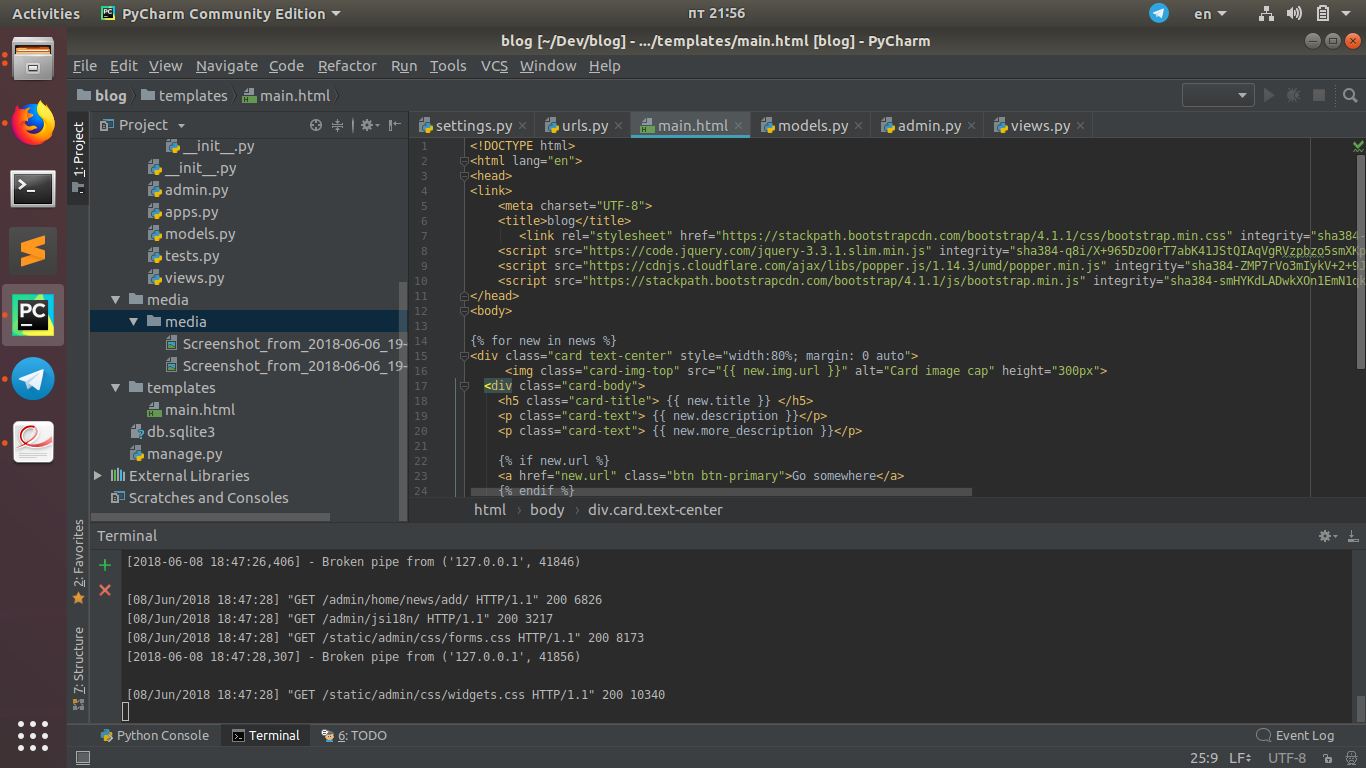 Activities PyCharm Community Edition пт 21:56 en
blog [~/Dev/blog] - .../templates/main.html [blog] - PyCharm
File Edit View Navigate Code Refactor Run Tools VCS Window Help
blog templates main.html
1: Project
Project
__init__.py
__init__.py
admin.py
apps.py
models.py
tests.py
views.py
media
media
Screenshot_from_2018-06-06_19-
Screenshot_from_2018-06-06_19-
templates
main.html
db.sqlite3
manage.py
External Libraries
Scratches and Consoles
settings.py urls.py main.html models.py admin.py views.py
1 <!DOCTYPE html>
2 <html lang="en">
3 <head>
4 <link>
5 <meta charset="UTF-8">
6 <title>blog</title>
7 <link rel="stylesheet" href="https://stackpath.bootstrapcdn.com/bootstrap/4.1.1/css/bootstrap.min.css" integrity="sha384-
8 <script src="https://code.jquery.com/jquery-3.3.1.slim.min.js" integrity="sha384-q8i/X+965DzO0rT7abK41JStQIAqVgRVzpbzo5smXKp
9 <script src="https://cdnjs.cloudflare.com/ajax/libs/popper.js/1.14.3/umd/popper.min.js" integrity="sha384-ZMP7rVo3mIykV+2+9J
10 <script src="https://stackpath.bootstrapcdn.com/bootstrap/4.1.1/js/bootstrap.min.js" integrity="sha384-smHYKdLADwkXOn1EmN1qk
11 </head>
12 <body>
13
14 {% for new in news %}
15 <div class="card text-center" style="width:80%; margin: 0 auto">
16 <img class="card-img-top" src="{{ new.img.url }}" alt="Card image cap" height="300px">
17 <div class="card-body">
18 <h5 class="card-title"> {{ new.title }} </h5>
19 <p class="card-text"> {{ new.description }}</p>
20 <p class="card-text"> {{ new.more_description }}</p>
21
22 {% if new.url %}
23 <a href="new.url" class="btn btn-primary">Go somewhere</a>
24 {% endif %}
html body div.card.text-center
2: Favorites
7: Structure
Terminal
[2018-06-08 18:47:26,406] - Broken pipe from ('127.0.0.1', 41846)
[08/Jun/2018 18:47:28] "GET /admin/home/news/add/ HTTP/1.1" 200 6826
[08/Jun/2018 18:47:28] "GET /admin/jsi18n/ HTTP/1.1" 200 3217
[08/Jun/2018 18:47:28] "GET /static/admin/css/forms.css HTTP/1.1" 200 8173
[2018-06-08 18:47:28,307] - Broken pipe from ('127.0.0.1', 41856)
[08/Jun/2018 18:47:28] "GET /static/admin/css/widgets.css HTTP/1.1" 200 10340
Python Console Terminal 6: TODO Event Log
25:9 LF UTF-8